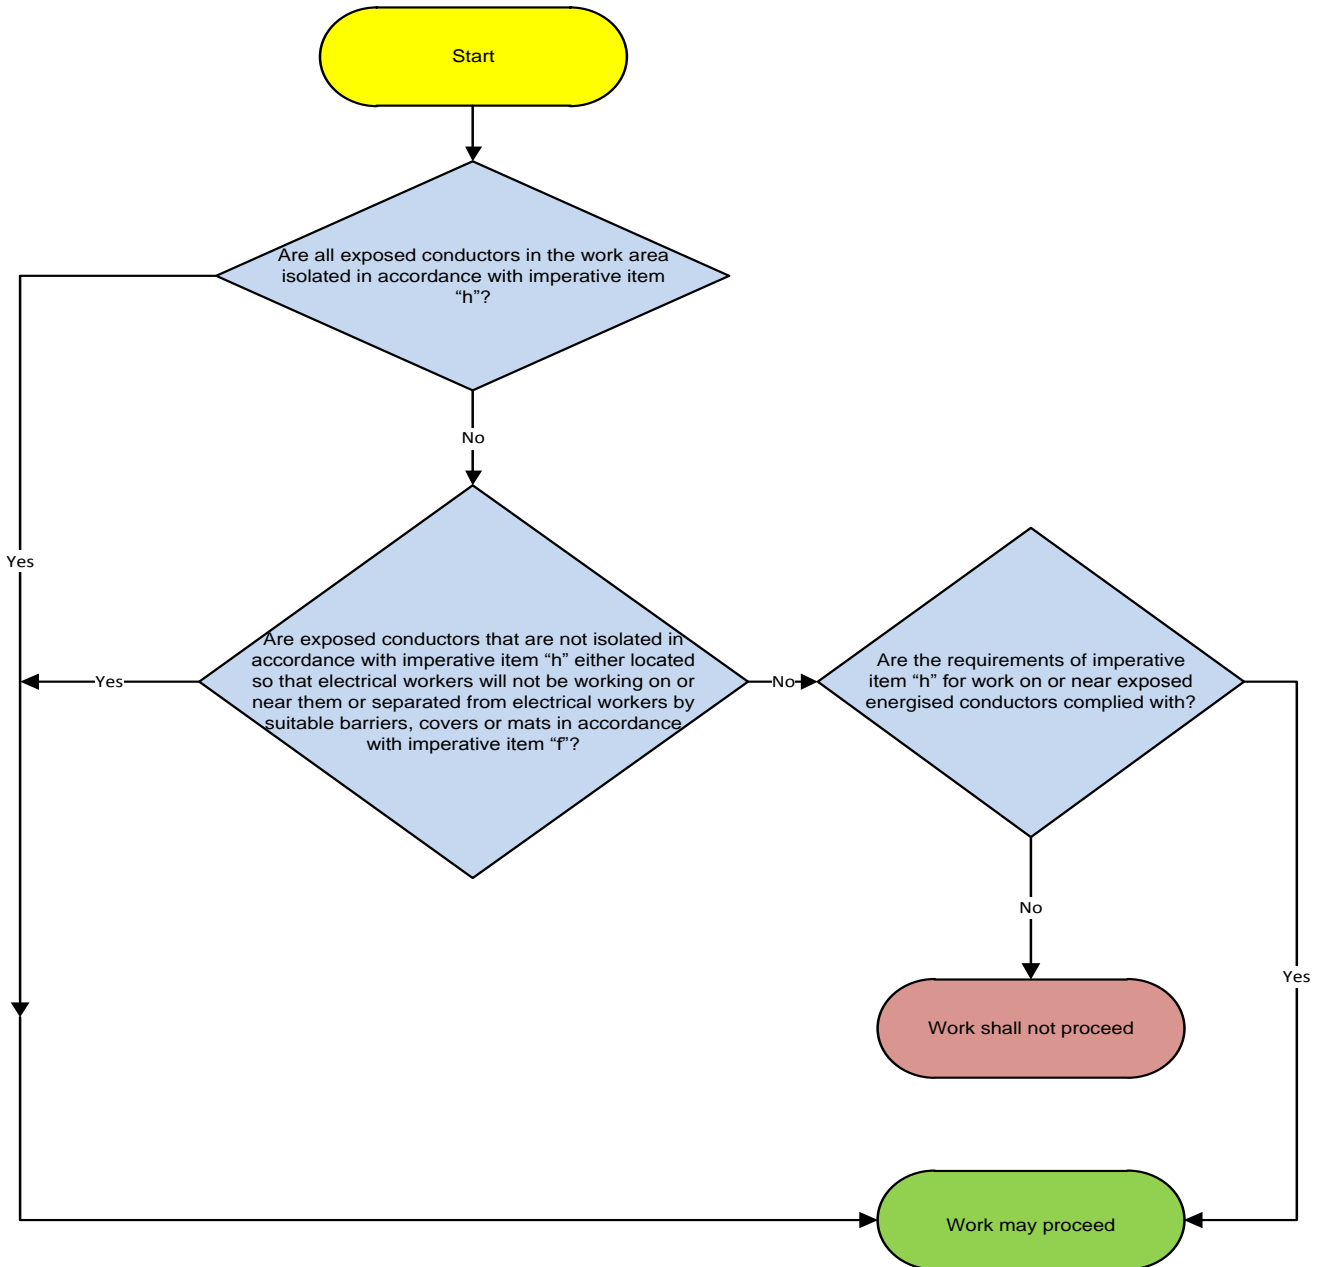 Start
Are all exposed conductors in the work area
isolated in accordance with imperative item
“h”?
No
Yes
Are exposed conductors that are not isolated in
accordance with imperative item “h” either located
so that electrical workers will not be working on or
near them or separated from electrical workers by
suitable barriers, covers or mats in accordance
with imperative item “f”?
Yes
No
Are the requirements of imperative
item “h” for work on or near exposed
energised conductors complied with?
No
Yes
Work shall not proceed
Work may proceed